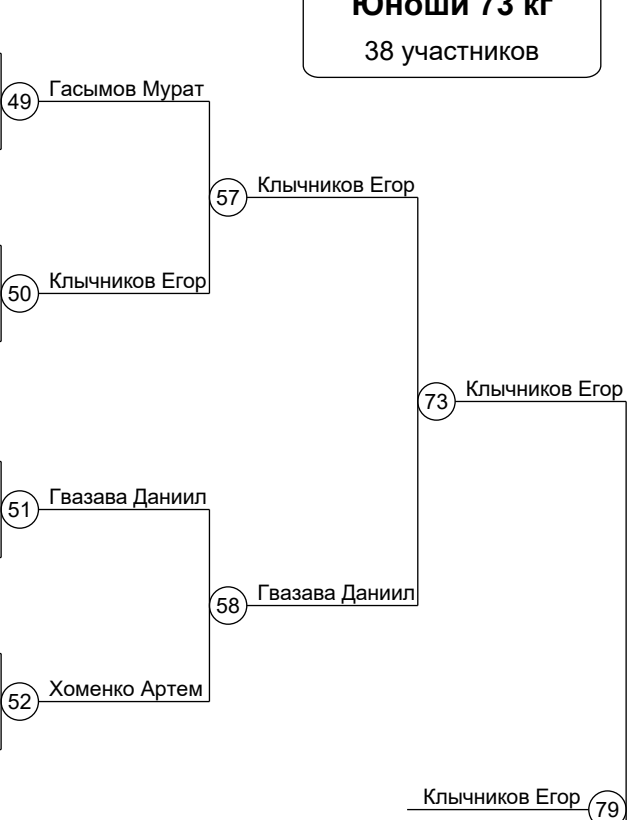 Юноши 73 кг
38 участников
49 Гасымов Мурат
57 Клычников Егор
50 Клычников Егор
73 Клычников Егор
51 Гвазава Даниил
58 Гвазава Даниил
52 Хоменко Артем
Клычников Егор 79